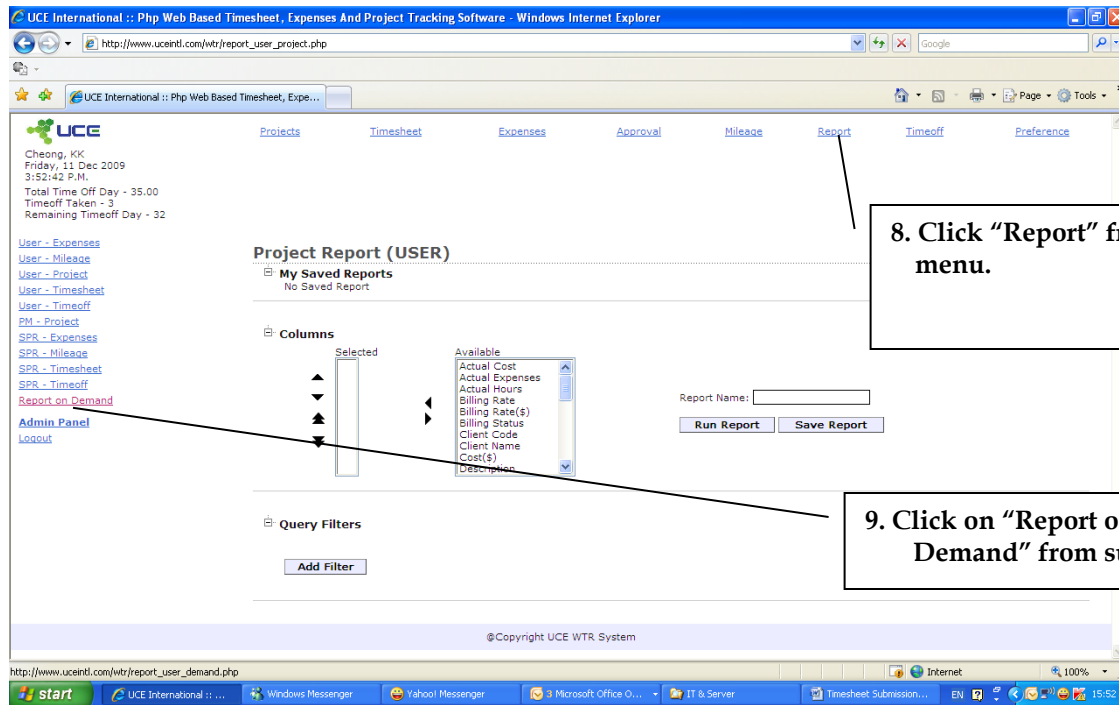 UCE International :: Php Web Based Timesheet, Expenses And Project Tracking Software - Windows Internet Explorer
http://www.uceintl.com/wtr/report_user_project.php
Google
UCE International :: Php Web Based Timesheet, Expe...
Page
Tools
UCE
Projects Timesheet Expenses Approval Mileage Report Timeoff Preference
Cheong, KK
Friday, 11 Dec 2009
3:52:42 P.M.
Total Time Off Day - 35.00
Timeoff Taken - 3
Remaining Timeoff Day - 32
User - Expenses
User - Mileage
User - Project
User - Timesheet
User - Timeoff
PM - Project
SPR - Expenses
SPR - Mileage
SPR - Timesheet
SPR - Timeoff
Report on Demand
Admin Panel
Logout
8. Click “Report” f
menu.
Project Report (USER)
My Saved Reports
No Saved Report
Columns
Selected
Available
Actual Cost
Actual Expenses
Actual Hours
Billing Rate
Billing Rate($)
Billing Status
Client Code
Client Name
Cost($)
Description
Report Name:
Run Report Save Report
9. Click on “Report o
Demand” from s
Query Filters
Add Filter
@Copyright UCE WTR System
http://www.uceintl.com/wtr/report_user_demand.php
Internet
100%
start
UCE International :: ...
Windows Messenger
Yahoo! Messenger
3 Microsoft Office O...
IT & Server
Timesheet Submission...
EN
15:52